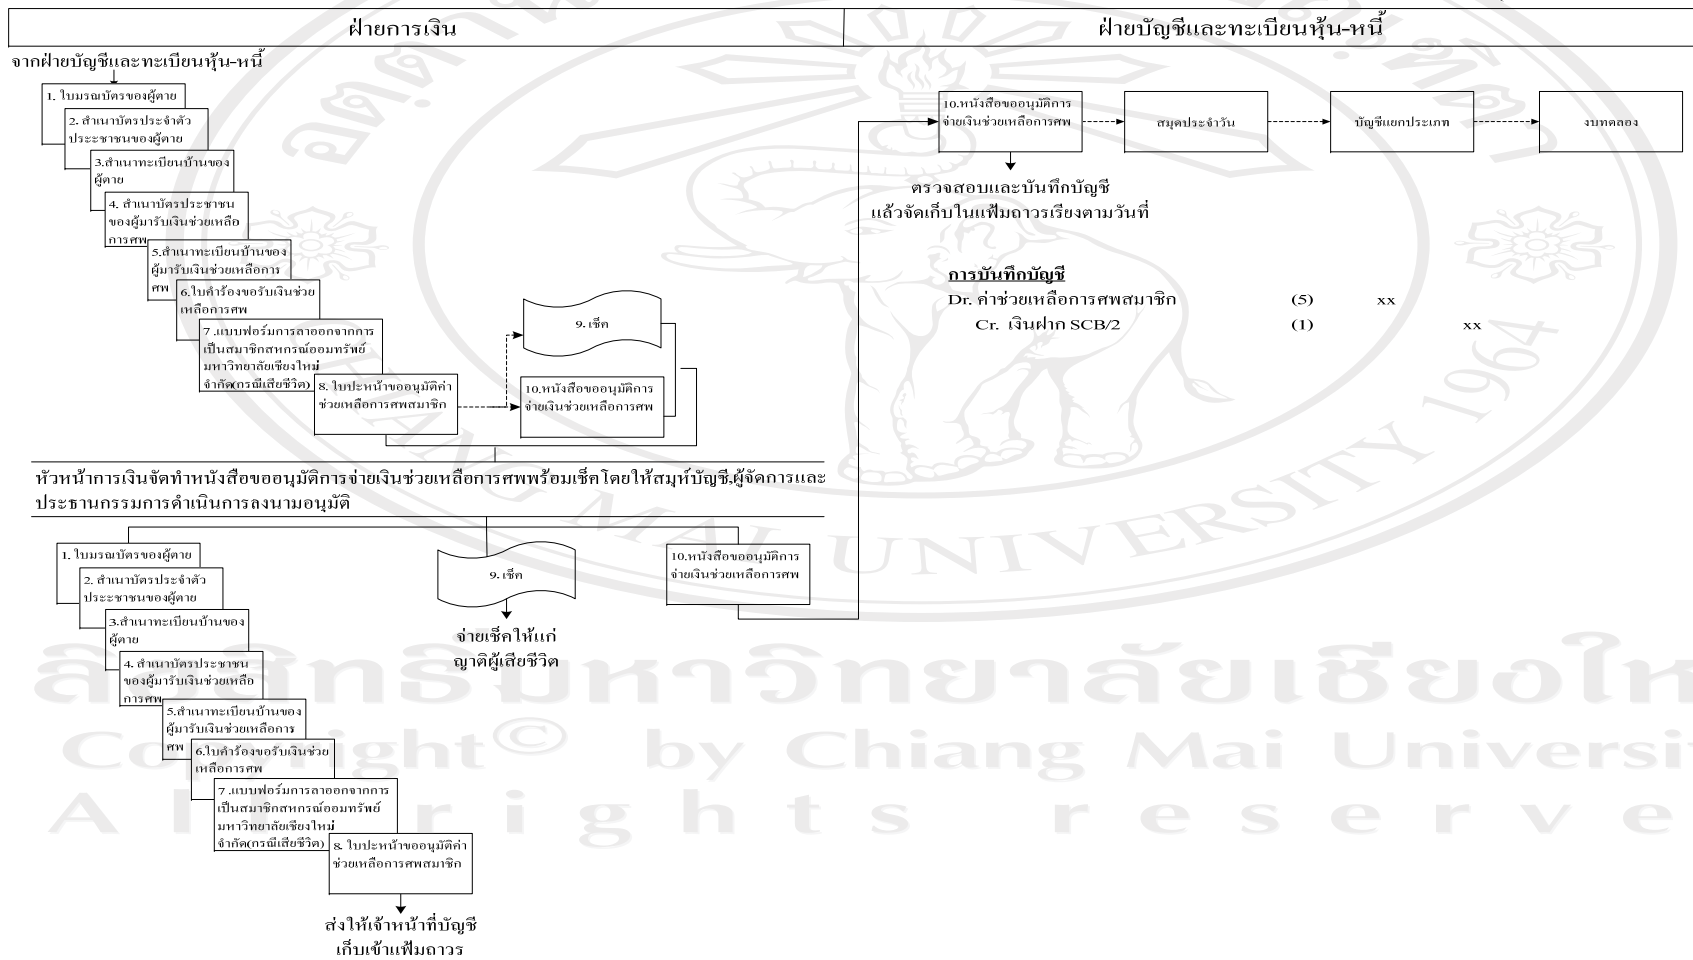 ฝ่ายการเงิน
ฝ่ายบัญชีและทะเบียนหุ้น-หนี้
จากฝ่ายบัญชีและทะเบียนหุ้น-หนี้
1. ใบมรณบัตรของผู้ตาย
2. สำเนาบัตรประจำตัว
ประะชาชนของผู้ตาย
3.สำเนาทะเบียนบ้านของ
ผู้ตาย
4. สำเนาบัตรประชาชน
ของผู้มารับเงินช่วยเหลือ
การศพ
5.สำเนาทะเบียนบ้านของ
ผู้มารับเงินช่วยเหลือการ
ศพ
6.ใบคำร้องขอรับเงินช่วย
เหลือการศพ
7 .แบบฟอร์มการลาออกจากการ
เป็นสมาชิกสหกรณ์ออมทรัพย์
มหาวิทยาลัยเชียงใหม่
จำกัด(กรณีเสียชีวิต)
8. ใบปะหน้าขออนุมัติค่า
ช่วยเหลือการศพสมาชิก
9. เช็ค
10.หนังสือขออนุมัติการ
จ่ายเงินช่วยเหลือการศพ
หัวหน้าการเงินจัดทำหนังสือขออนุมัติการจ่ายเงินช่วยเหลือการศพพร้อมเช็คโดยให้สมุห์บัญชี,ผู้จัดการและ
ประธานกรรมการดำเนินการลงนามอนุมัติ
1. ใบมรณบัตรของผู้ตาย
2. สำเนาบัตรประจำตัว
ประะชาชนของผู้ตาย
3.สำเนาทะเบียนบ้านของ
ผู้ตาย
4. สำเนาบัตรประชาชน
ของผู้มารับเงินช่วยเหลือ
การศพ
5.สำเนาทะเบียนบ้านของ
ผู้มารับเงินช่วยเหลือการ
ศพ
6.ใบคำร้องขอรับเงินช่วย
เหลือการศพ
7 .แบบฟอร์มการลาออกจากการ
เป็นสมาชิกสหกรณ์ออมทรัพย์
มหาวิทยาลัยเชียงใหม่
จำกัด(กรณีเสียชีวิต)
8. ใบปะหน้าขออนุมัติค่า
ช่วยเหลือการศพสมาชิก
ส่งให้เจ้าหน้าที่บัญชี
เก็บเข้าแฟ้มถาวร
9. เช็ค
จ่ายเช็คให้แก่
ญาติผู้เสียชีวิต
10.หนังสือขออนุมัติการ
จ่ายเงินช่วยเหลือการศพ
10.หนังสือขออนุมัติการ
จ่ายเงินช่วยเหลือการศพ
สมุดประจำวัน
บัญชีแยกประเภท
งบทดลอง
ตรวจสอบและบันทึกบัญชี
แล้วจัดเก็บในแฟ้มถาวรเรียงตามวันที่
การบันทึกบัญชี
Dr. ค่าช่วยเหลือการศพสมาชิก (5) xx
Cr. เงินฝาก SCB/2 (1) xx
CHIANG MAI UNIVERSITY 1964
ลิขสิทธิ์มหาวิทยาลัยเชียงให
Copyright© by Chiang Mai Universi
All rights reserve